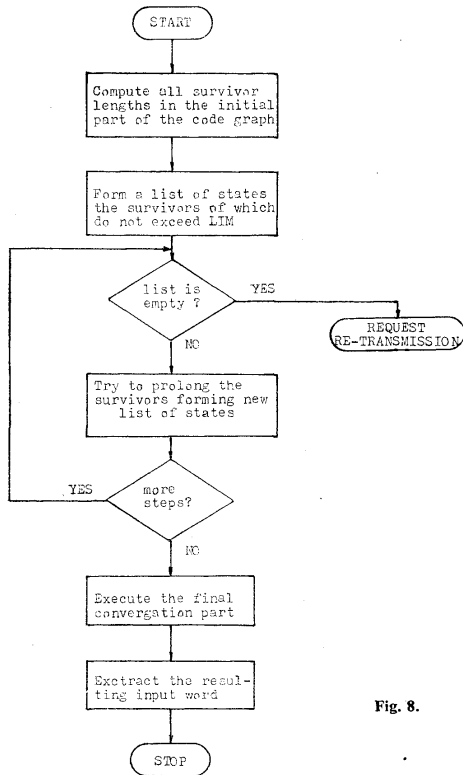 START
Compute all survivor
lengths in the initial
part of the code graph
Form a list of states
the survivors of which
do not exceed LIM
list is
empty ?
YES
REQUEST
RE-TRANSMISSION
NO
Try to prolong the
survivors forming new
list of states
more
steps?
YES
NO
Execute the final
convergation part
Exctract the resul-
ting input word
STOP
Fig. 8.